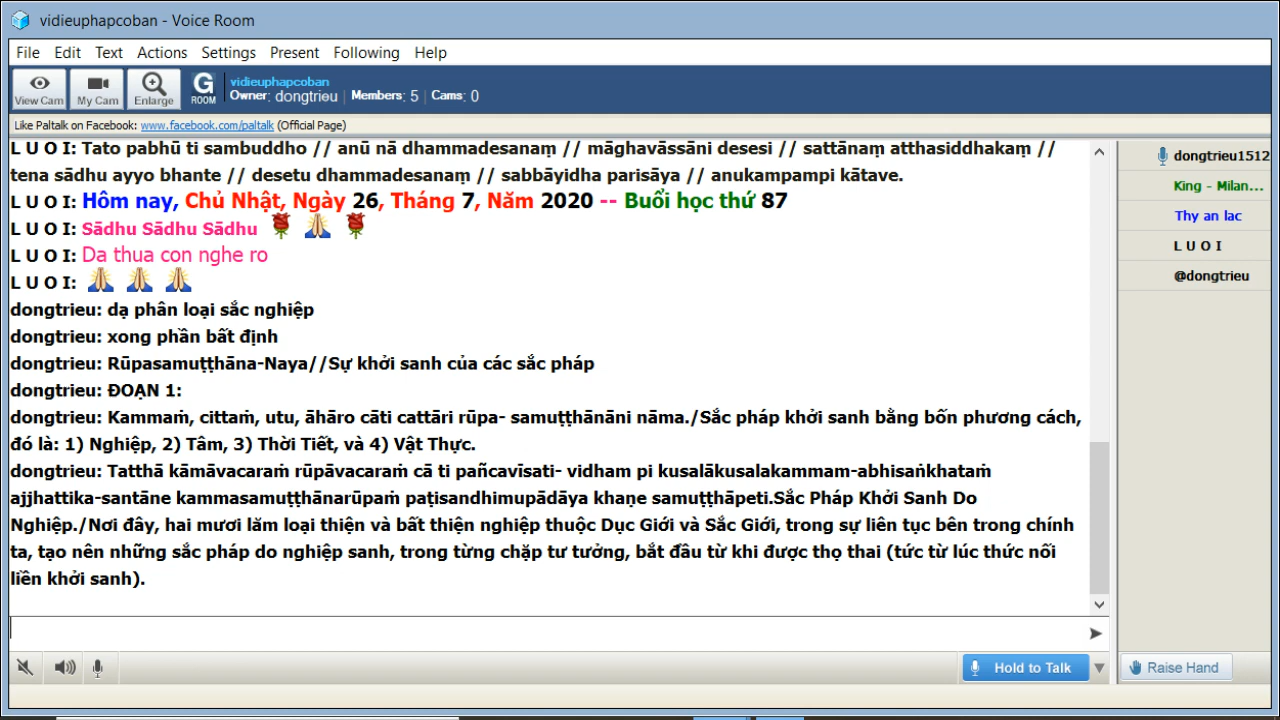 vidieuphapcoban - Voice Room
File Edit Text Actions Settings Present Following Help
View Cam My Cam Enlarge G ROOM
vidieuphapcoban
Owner: dongtrieu | Members: 5 | Cams: 0
Like Paltalk on Facebook: www.facebook.com/paltalk (Official Page)
L U O I: Tato pabhū ti sambuddho // anū nā dhammadesanaṃ // māghavāssāni desesi // sattānaṃ atthasiddhakaṃ //
tena sādhu ayyo bhante // desetu dhammadesanaṃ // sabbāyidha parisāya // anukampampi kātave.
L U O I: Hôm nay, Chủ Nhật, Ngày 26, Tháng 7, Năm 2020 -- Buổi học thứ 87
L U O I: Sādhu Sādhu Sādhu
L U O I: Da thua con nghe ro
L U O I:
dongtrieu: dạ phân loại sắc nghiệp
dongtrieu: xong phần bất định
dongtrieu: Rūpasamuṭṭhāna-Naya//Sự khởi sanh của các sắc pháp
dongtrieu: ĐOẠN 1:
dongtrieu: Kammaṁ, cittaṁ, utu, āhāro cāti cattāri rūpa- samuṭṭhānāni nāma./Sắc pháp khởi sanh bằng bốn phương cách,
đó là: 1) Nghiệp, 2) Tâm, 3) Thời Tiết, và 4) Vật Thực.
dongtrieu: Tatthā kāmāvacaraṁ rūpāvacaraṁ cā ti pañcavīsati- vidham pi kusalākusalakammam-abhisaṅkhataṁ
ajjhattika-santāne kammasamuṭṭhānarūpaṁ paṭisandhimupādāya khaṇe samuṭṭhāpeti.Sắc Pháp Khởi Sanh Do
Nghiệp./Nơi đây, hai mươi lăm loại thiện và bất thiện nghiệp thuộc Dục Giới và Sắc Giới, trong sự liên tục bên trong chính
ta, tạo nên những sắc pháp do nghiệp sanh, trong từng chặp tư tưởng, bắt đầu từ khi được thọ thai (tức từ lúc thức nối
liền khởi sanh).
dongtrieu1512
King - Milan...
Thy an lac
L U O I
@dongtrieu
Hold to Talk
Raise Hand